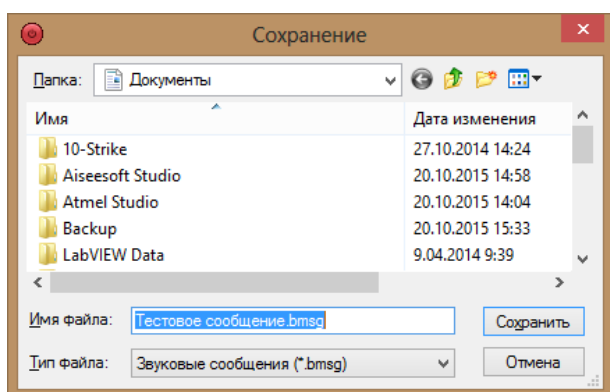 Сохранение
Папка: Документы
Имя Дата изменения
10-Strike 27.10.2014 14:24
Aiseesoft Studio 20.10.2015 14:58
Atmel Studio 20.10.2015 14:04
Backup 20.10.2015 15:33
LabVIEW Data 9.04.2014 9:39
Имя файла: Тестовое сообщение.bmsg Сохранить
Тип файла: Звуковые сообщения (*.bmsg) Отмена